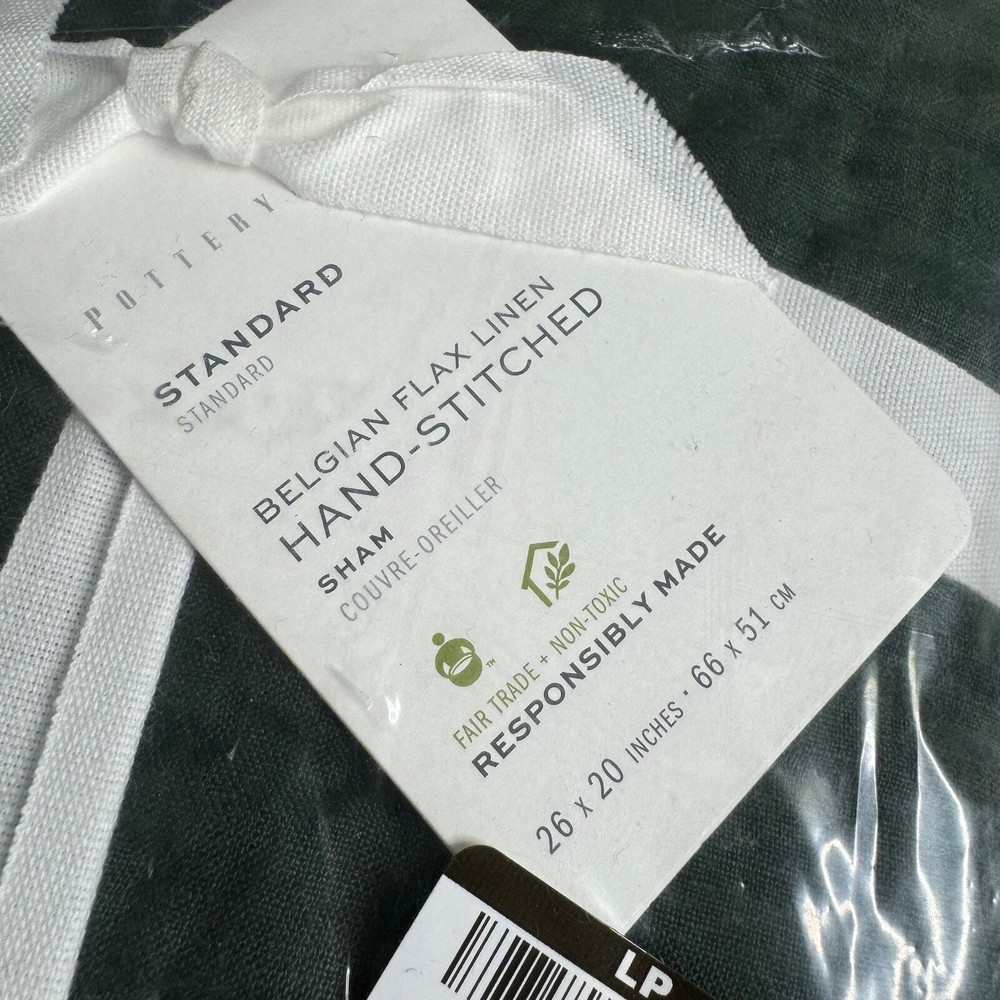 POTTERY
STANDARD
STANDARD
BELGIAN FLAX LINEN
HAND-STITCHED
SHAM
COUVRE-OREILLER
™
FAIR TRADE + NON-TOXIC
RESPONSIBLY MADE
26 x 20 INCHES · 66 x 51 CM
LP